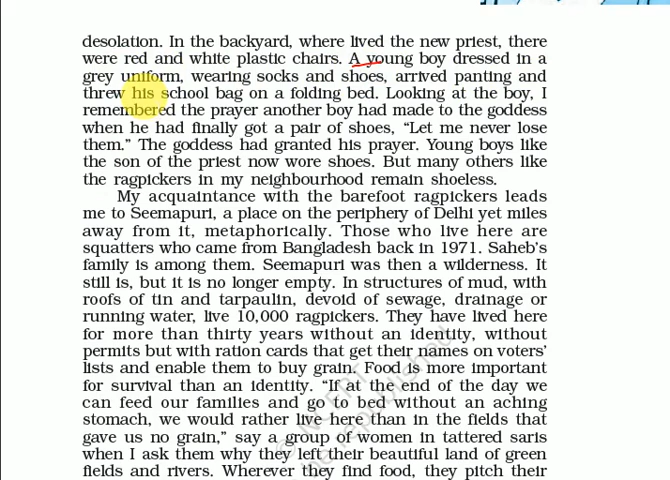 desolation. In the backyard, where lived the new priest, there
were red and white plastic chairs. A young boy dressed in a
grey uniform, wearing socks and shoes, arrived panting and
threw his school bag on a folding bed. Looking at the boy, I
remembered the prayer another boy had made to the goddess
when he had finally got a pair of shoes, “Let me never lose
them.” The goddess had granted his prayer. Young boys like
the son of the priest now wore shoes. But many others like
the ragpickers in my neighbourhood remain shoeless.
My acquaintance with the barefoot ragpickers leads
me to Seemapuri, a place on the periphery of Delhi yet miles
away from it, metaphorically. Those who live here are
squatters who came from Bangladesh back in 1971. Saheb’s
family is among them. Seemapuri was then a wilderness. It
still is, but it is no longer empty. In structures of mud, with
roofs of tin and tarpaulin, devoid of sewage, drainage or
running water, live 10,000 ragpickers. They have lived here
for more than thirty years without an identity, without
permits but with ration cards that get their names on voters’
lists and enable them to buy grain. Food is more important
for survival than an identity. “If at the end of the day we
can feed our families and go to bed without an aching
stomach, we would rather live here than in the fields that
gave us no grain,” say a group of women in tattered saris
when I ask them why they left their beautiful land of green
fields and rivers. Wherever they find food, they pitch their